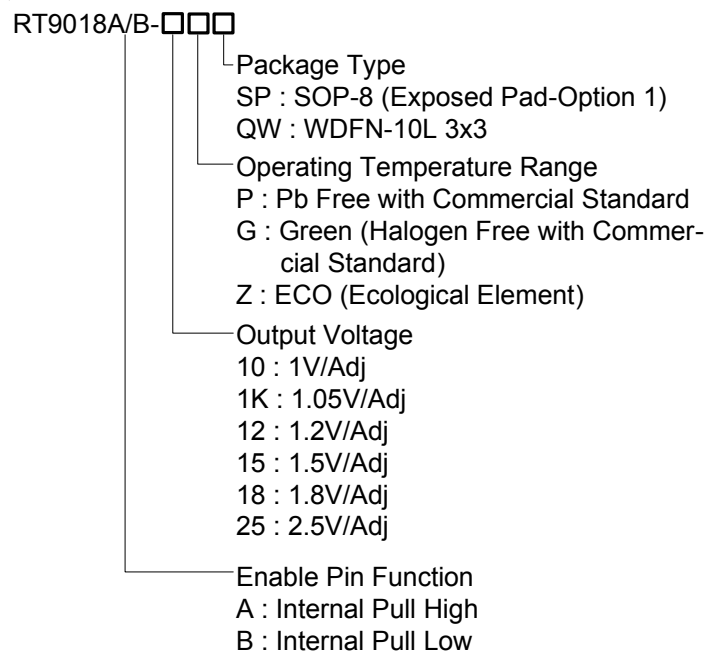 RT9018A/B-□□□
Package Type
SP : SOP-8 (Exposed Pad-Option 1)
QW : WDFN-10L 3x3
Operating Temperature Range
P : Pb Free with Commercial Standard
G : Green (Halogen Free with Commer-
cial Standard)
Z : ECO (Ecological Element)
Output Voltage
10 : 1V/Adj
1K : 1.05V/Adj
12 : 1.2V/Adj
15 : 1.5V/Adj
18 : 1.8V/Adj
25 : 2.5V/Adj
Enable Pin Function
A : Internal Pull High
B : Internal Pull Low